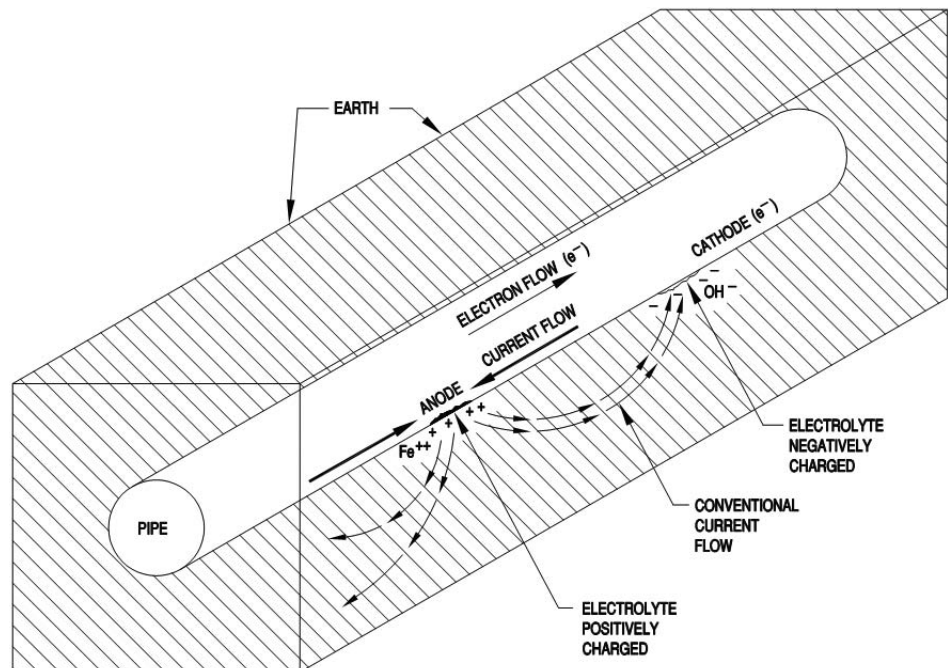 EARTH
CATHODE (e⁻)
ELECTRON FLOW (e⁻)
OH⁻
CURRENT FLOW
ANODE
Fe⁺⁺
PIPE
ELECTROLYTE
NEGATIVELY
CHARGED
CONVENTIONAL
CURRENT
FLOW
ELECTROLYTE
POSITIVELY
CHARGED